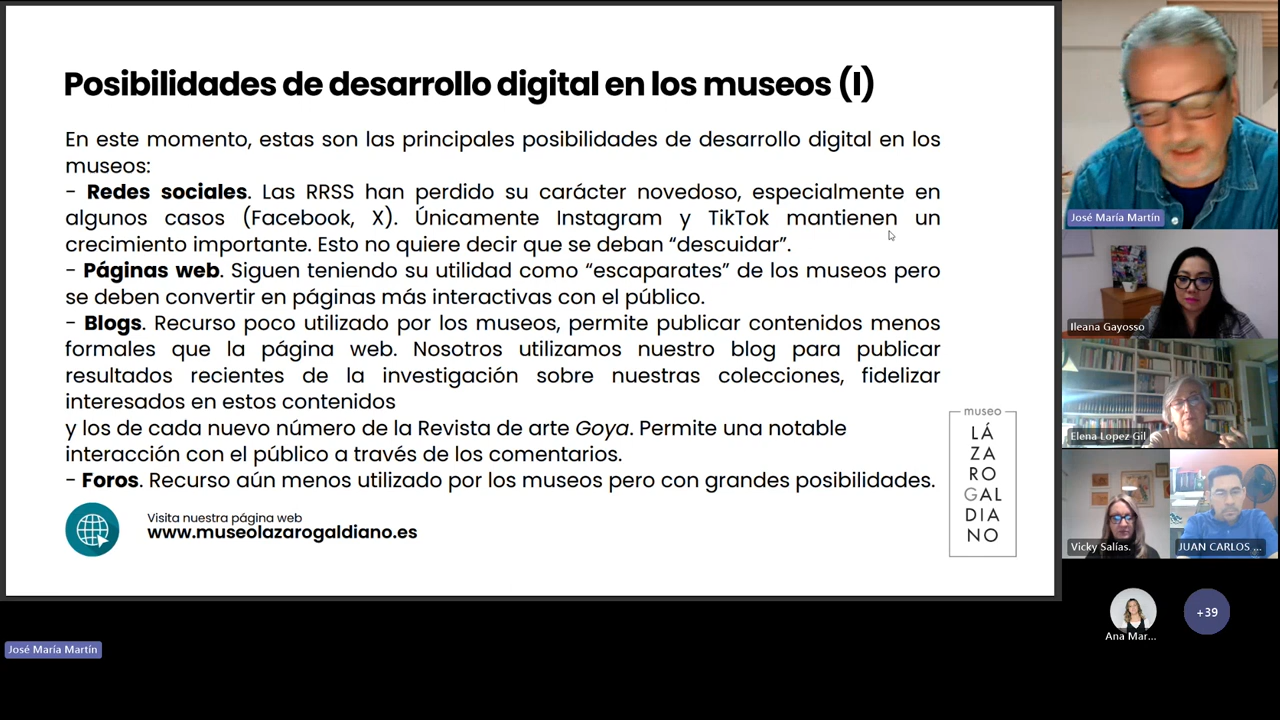 Posibilidades de desarrollo digital en los museos (I)
En este momento, estas son las principales posibilidades de desarrollo digital en los
museos:
- Redes sociales. Las RRSS han perdido su carácter novedoso, especialmente en
algunos casos (Facebook, X). Únicamente Instagram y TikTok mantienen un
crecimiento importante. Esto no quiere decir que se deban “descuidar”.
- Páginas web. Siguen teniendo su utilidad como “escaparates” de los museos pero
se deben convertir en páginas más interactivas con el público.
- Blogs. Recurso poco utilizado por los museos, permite publicar contenidos menos
formales que la página web. Nosotros utilizamos nuestro blog para publicar
resultados recientes de la investigación sobre nuestras colecciones, fidelizar
interesados en estos contenidos
y los de cada nuevo número de la Revista de arte Goya. Permite una notable
interacción con el público a través de los comentarios.
- Foros. Recurso aún menos utilizado por los museos pero con grandes posibilidades.
Visita nuestra página web
www.museolazarogaldiano.es
museo
LÁ
ZA
RO
GAL
DIA
NO
José María Martín
Ileana Gayosso
Elena Lopez Gil
Vicky Salías.
JUAN CARLOS ...
Ana Mar...
+39
José María Martín